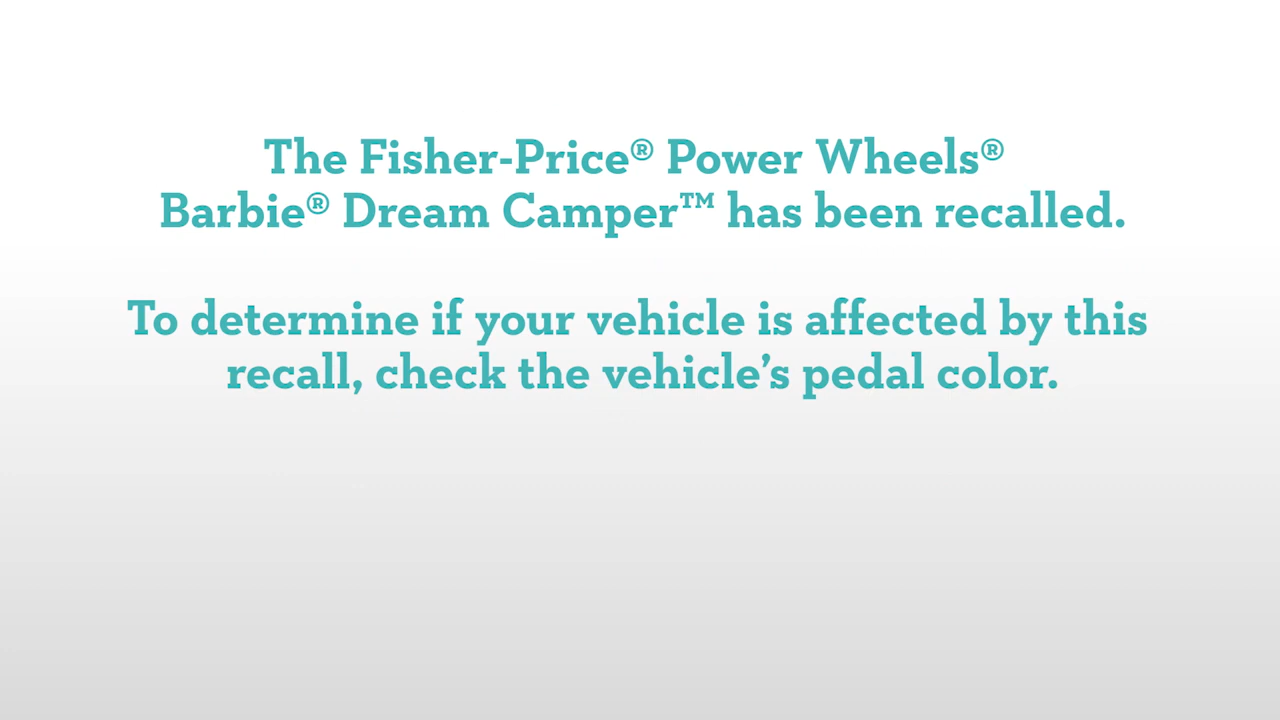 The Fisher-Price® Power Wheels®
Barbie® Dream Camper™ has been recalled.
To determine if your vehicle is affected by this
recall, check the vehicle’s pedal color.